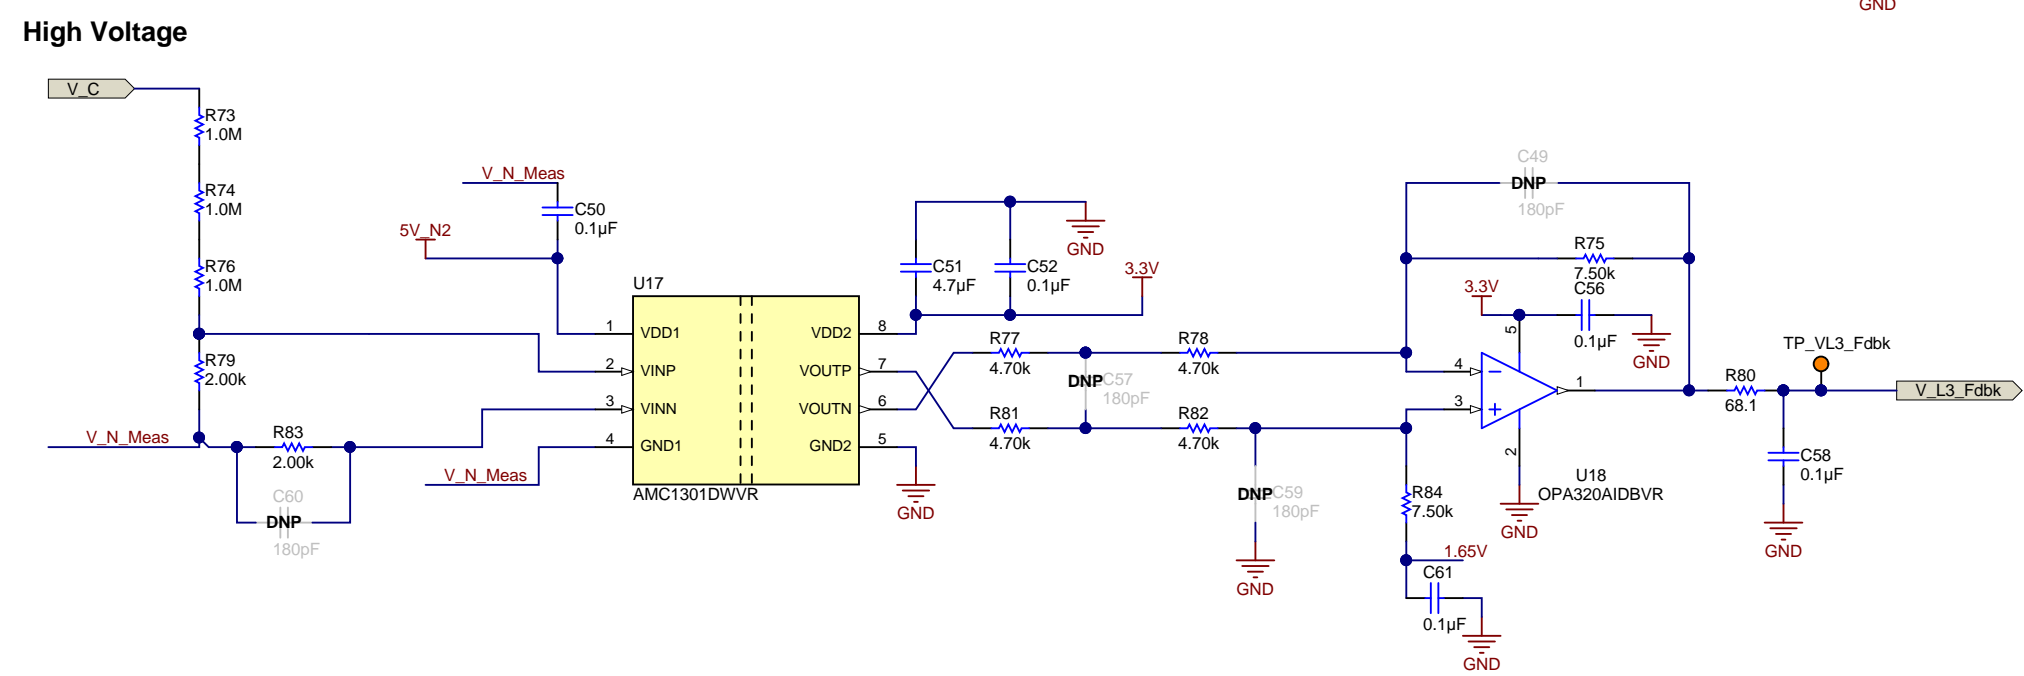 GND
High Voltage
V_C
R73
1.0M
R74
1.0M
R76
1.0M
R79
2.00k
V_N_Meas
R83
2.00k
C60
DNP
180pF
V_N_Meas
C50
0.1µF
5V_N2
V_N_Meas
U17
1
VDD1
2
VINP
3
VINN
4
GND1
VDD2
8
VOUTP
7
VOUTN
6
GND2
5
AMC1301DWVR
GND
C51
4.7µF
C52
0.1µF
GND
3.3V
R77
4.70k
R78
4.70k
DNP
C57
180pF
R81
4.70k
R82
4.70k
DNP
C59
180pF
GND
C49
DNP
180pF
R75
7.50k
3.3V
C56
0.1µF
GND
5
4
3
1
2
U18
OPA320AIDBVR
GND
R84
7.50k
1.65V
C61
0.1µF
GND
R80
68.1
TP_VL3_Fdbk
V_L3_Fdbk
C58
0.1µF
GND